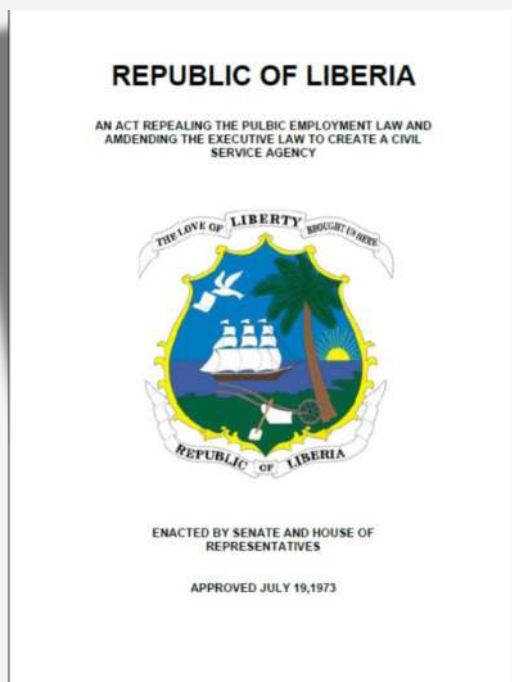 REPUBLIC OF LIBERIA
AN ACT REPEALING THE PULBIC EMPLOYMENT LAW AND
AMDENDING THE EXECUTIVE LAW TO CREATE A CIVIL
SERVICE AGENCY
THE LOVE OF LIBERTY BROUGHT US HERE
REPUBLIC OF LIBERIA
ENACTED BY SENATE AND HOUSE OF
REPRESENTATIVES
APPROVED JULY 19,1973